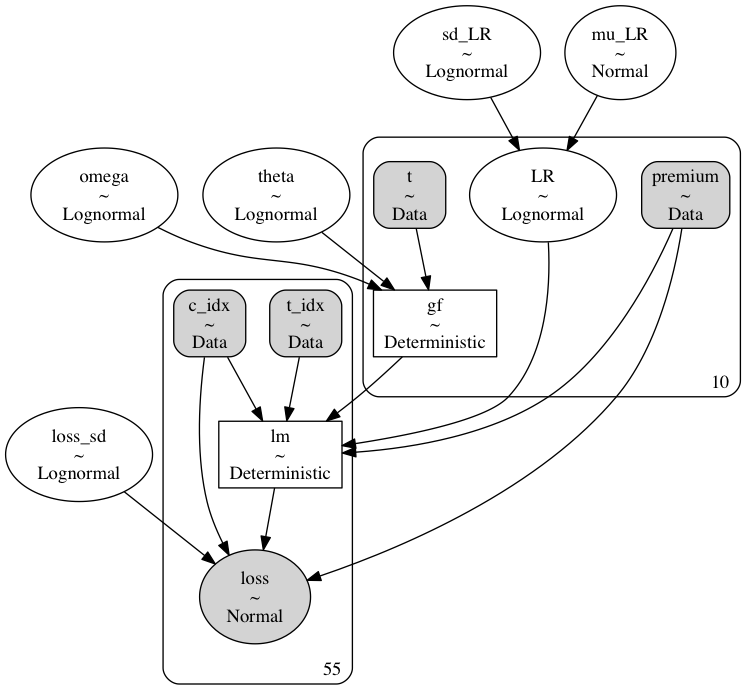 sd_LR
~
Lognormal
mu_LR
~
Normal
omega
~
Lognormal
theta
~
Lognormal
t
~
Data
LR
~
Lognormal
premium
~
Data
c_idx
~
Data
t_idx
~
Data
gf
~
Deterministic
10
loss_sd
~
Lognormal
lm
~
Deterministic
loss
~
Normal
55